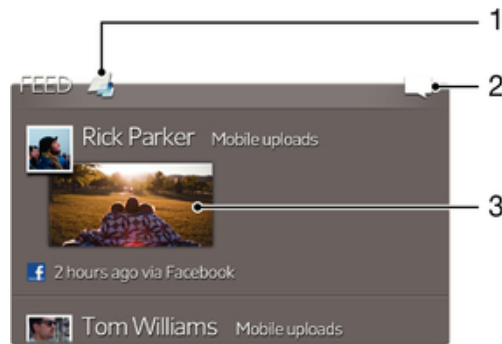 1
FEED
2
Rick Parker Mobile uploads
3
f 2 hours ago via Facebook
Tom Williams Mobile uploads